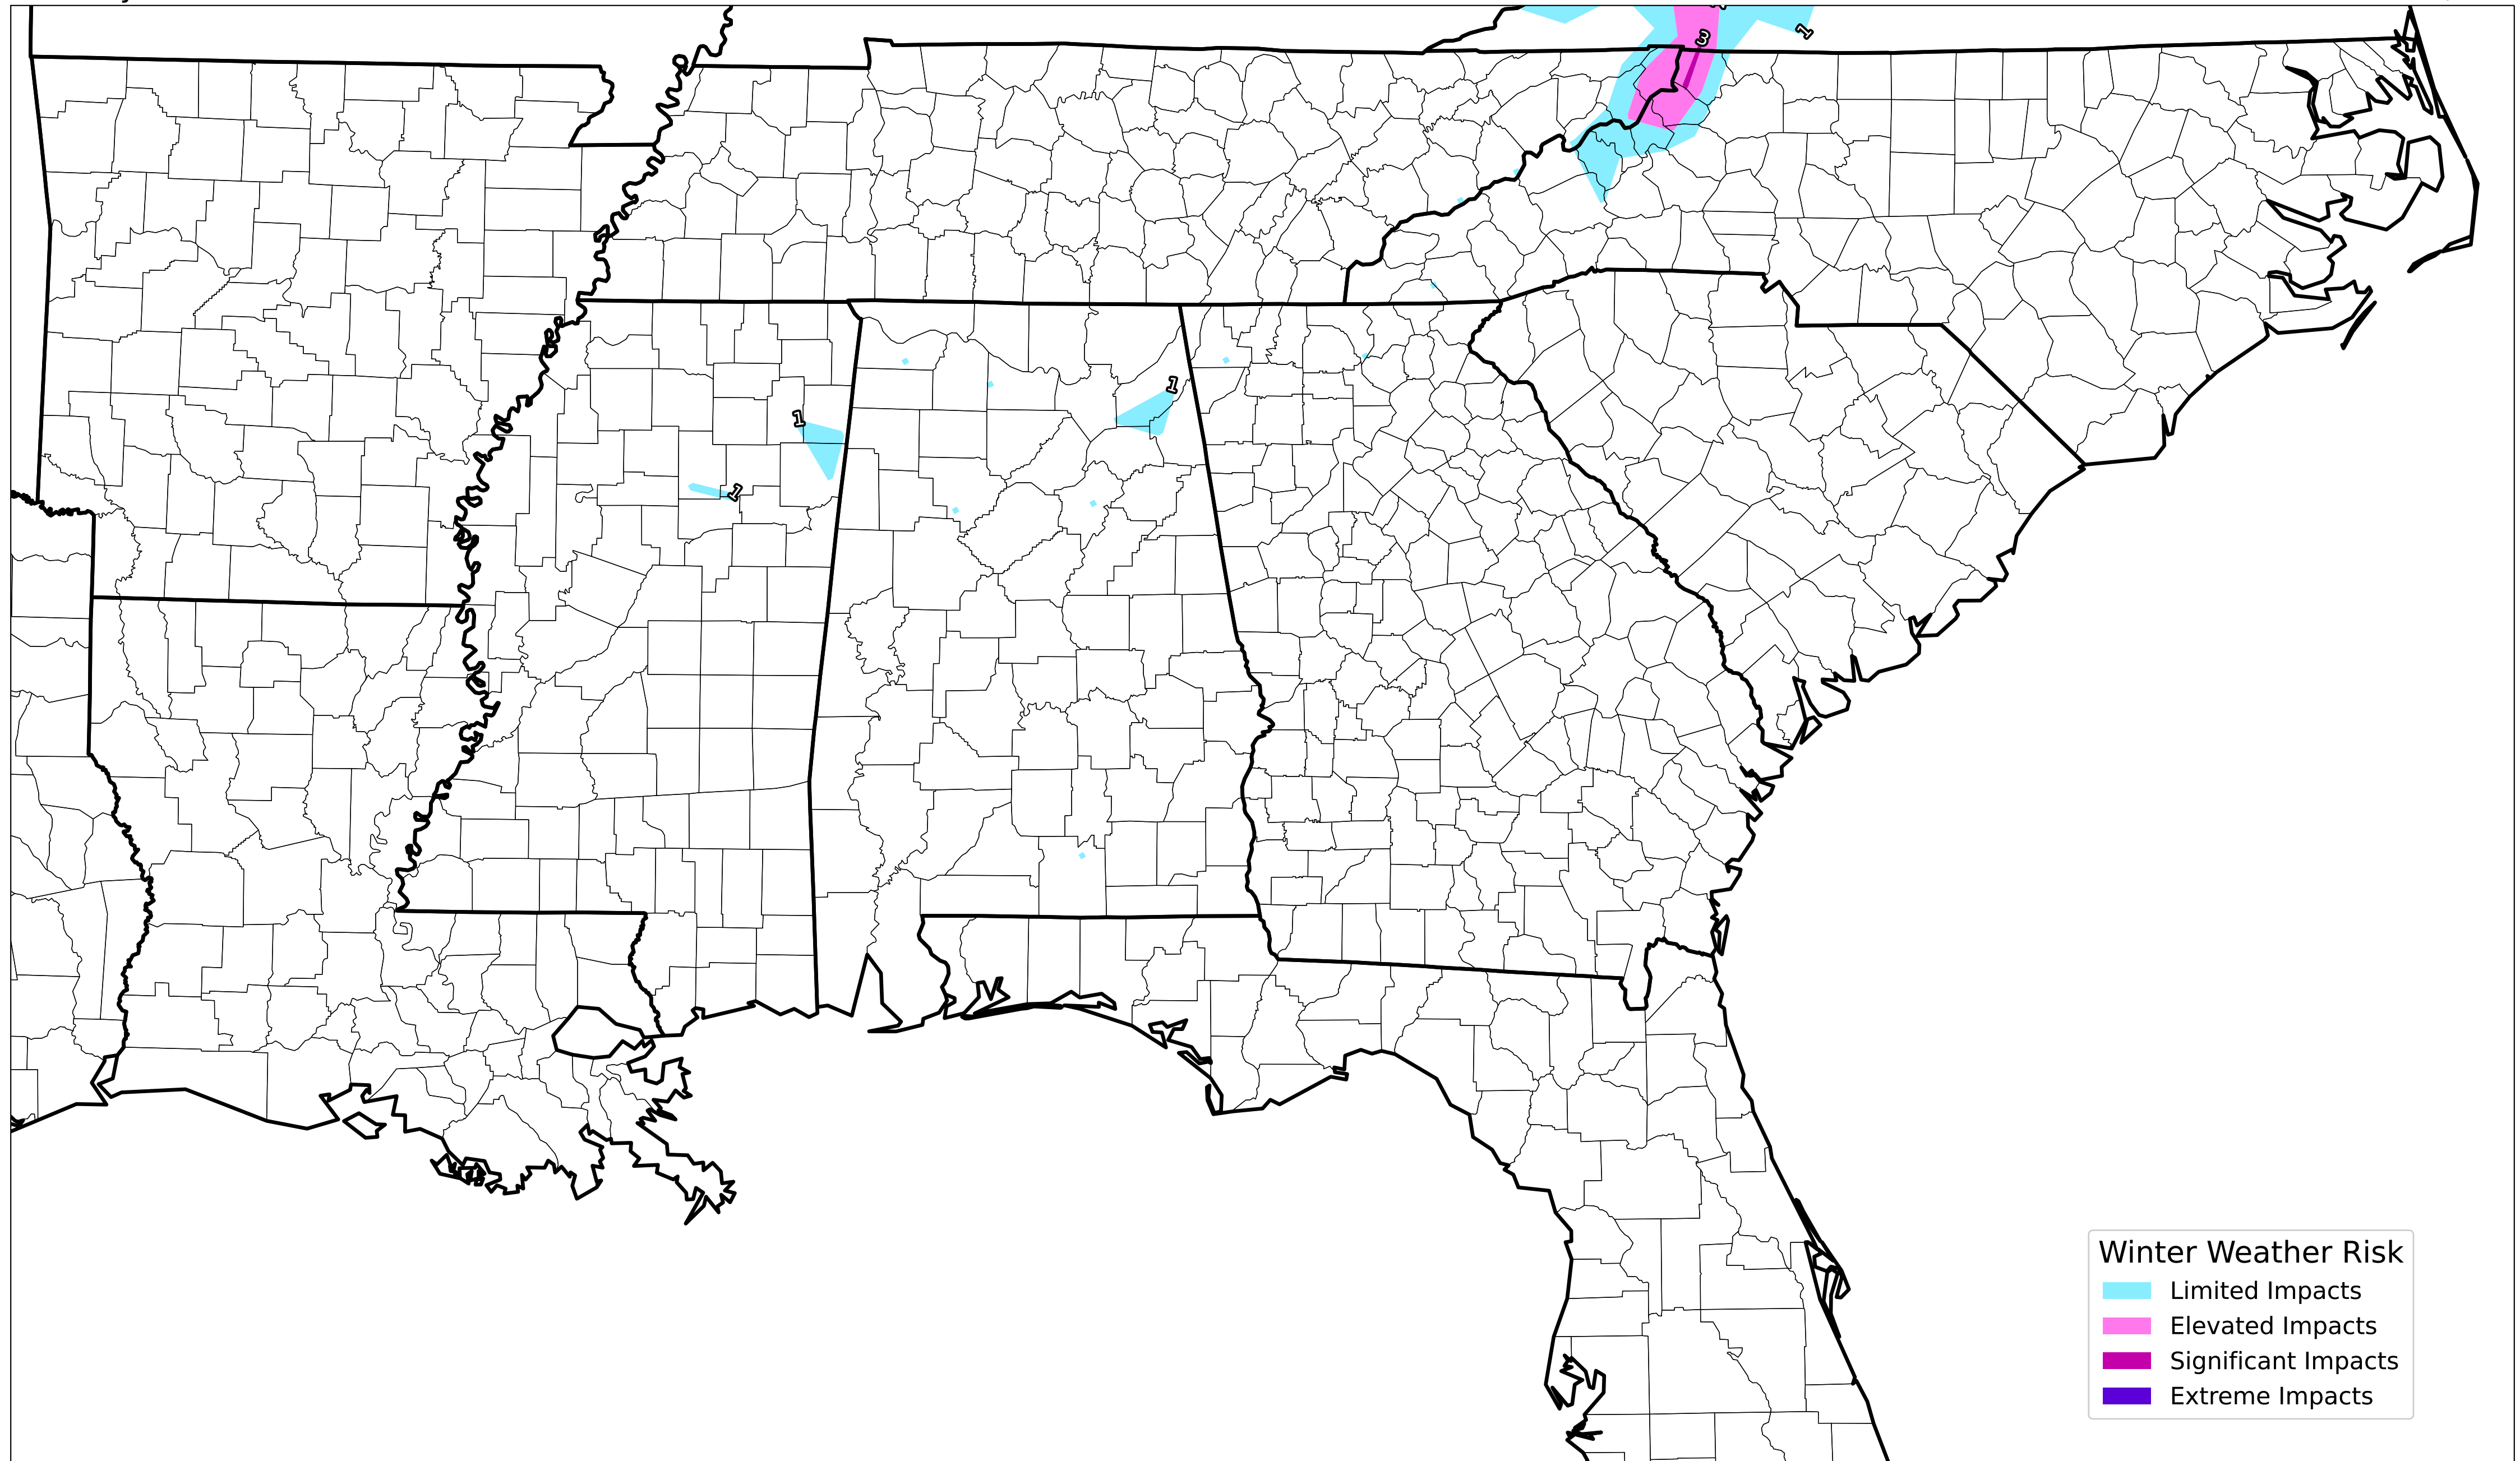 3
1
1
1
1
Winter Weather Risk
Limited Impacts
Elevated Impacts
Significant Impacts
Extreme Impacts